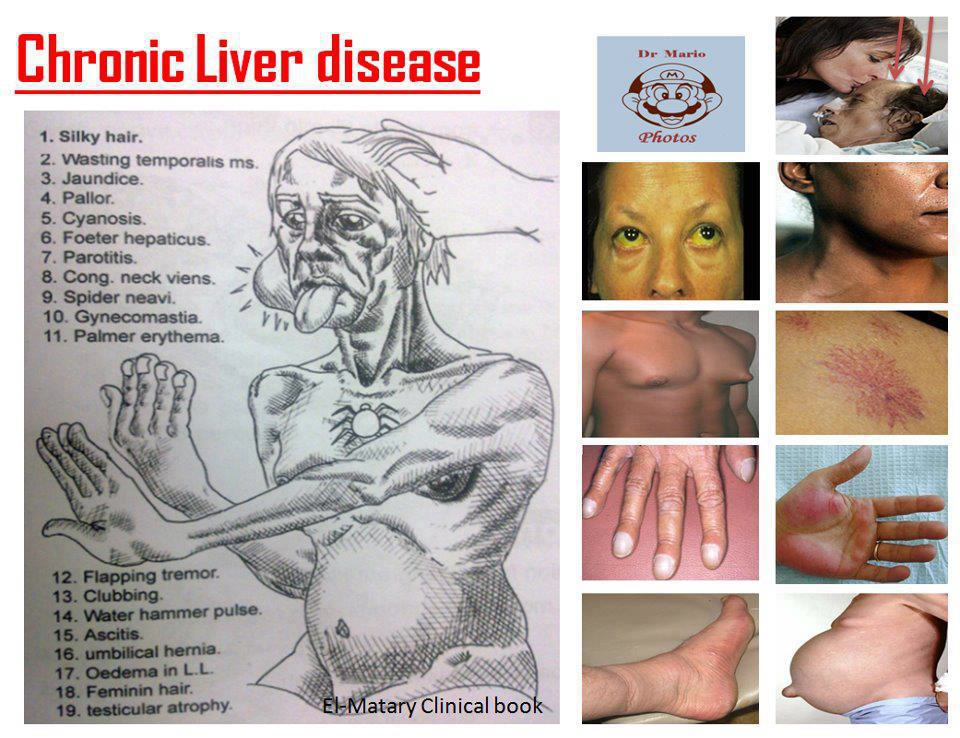 Chronic Liver disease
Dr Mario
M
Photos
1. Silky hair.
2. Wasting temporalis ms.
3. Jaundice.
4. Pallor.
5. Cyanosis.
6. Foeter hepaticus.
7. Parotitis.
8. Cong. neck viens.
9. Spider neavi.
10. Gynecomastia.
11. Palmer erythema.
12. Flapping tremor.
13. Clubbing.
14. Water hammer pulse.
15. Ascitis.
16. umbilical hernia.
17. Oedema in L.L.
18. Feminin hair.
19. testicular atrophy.
El-Matary Clinical book